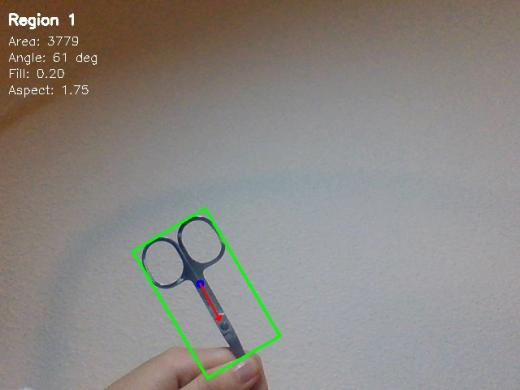 Region 1
Area: 3779
Angle: 61 deg
Fill: 0.20
Aspect: 1.75